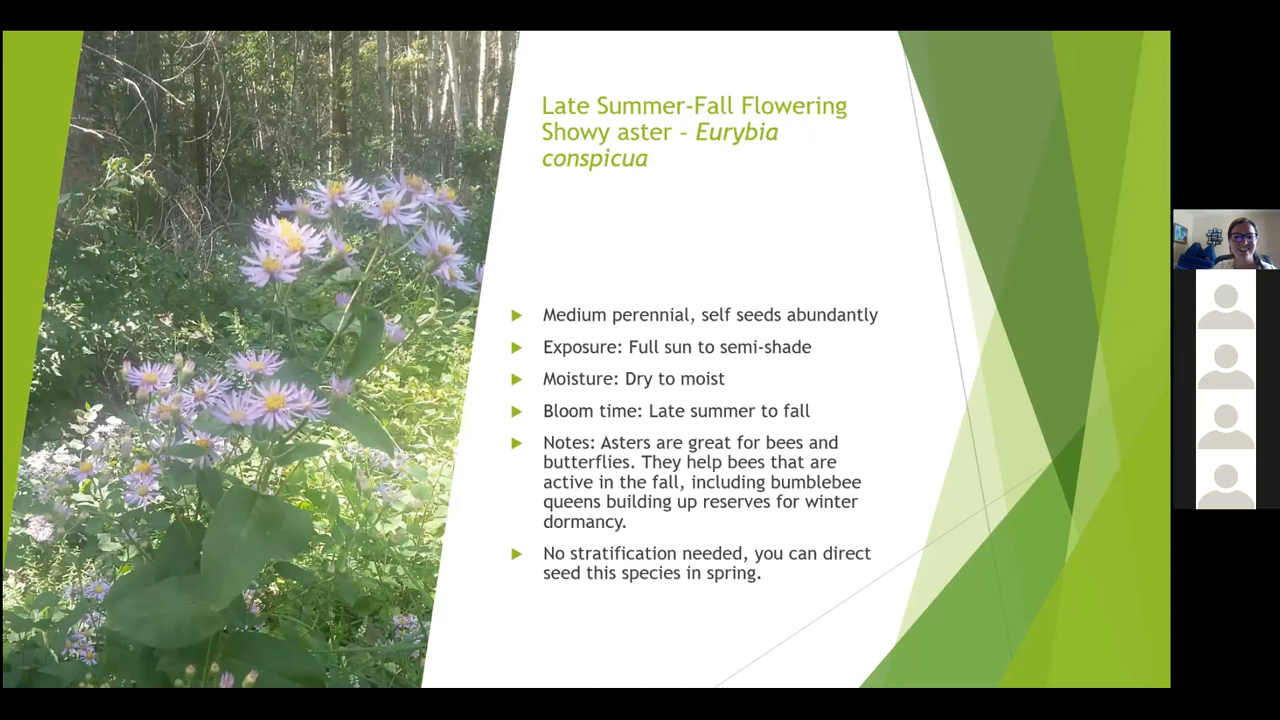 Late Summer-Fall Flowering
Showy aster – Eurybia
conspicua
Medium perennial, self seeds abundantly
Exposure: Full sun to semi-shade
Moisture: Dry to moist
Bloom time: Late summer to fall
Notes: Asters are great for bees and
butterflies. They help bees that are
active in the fall, including bumblebee
queens building up reserves for winter
dormancy.
No stratification needed, you can direct
seed this species in spring.